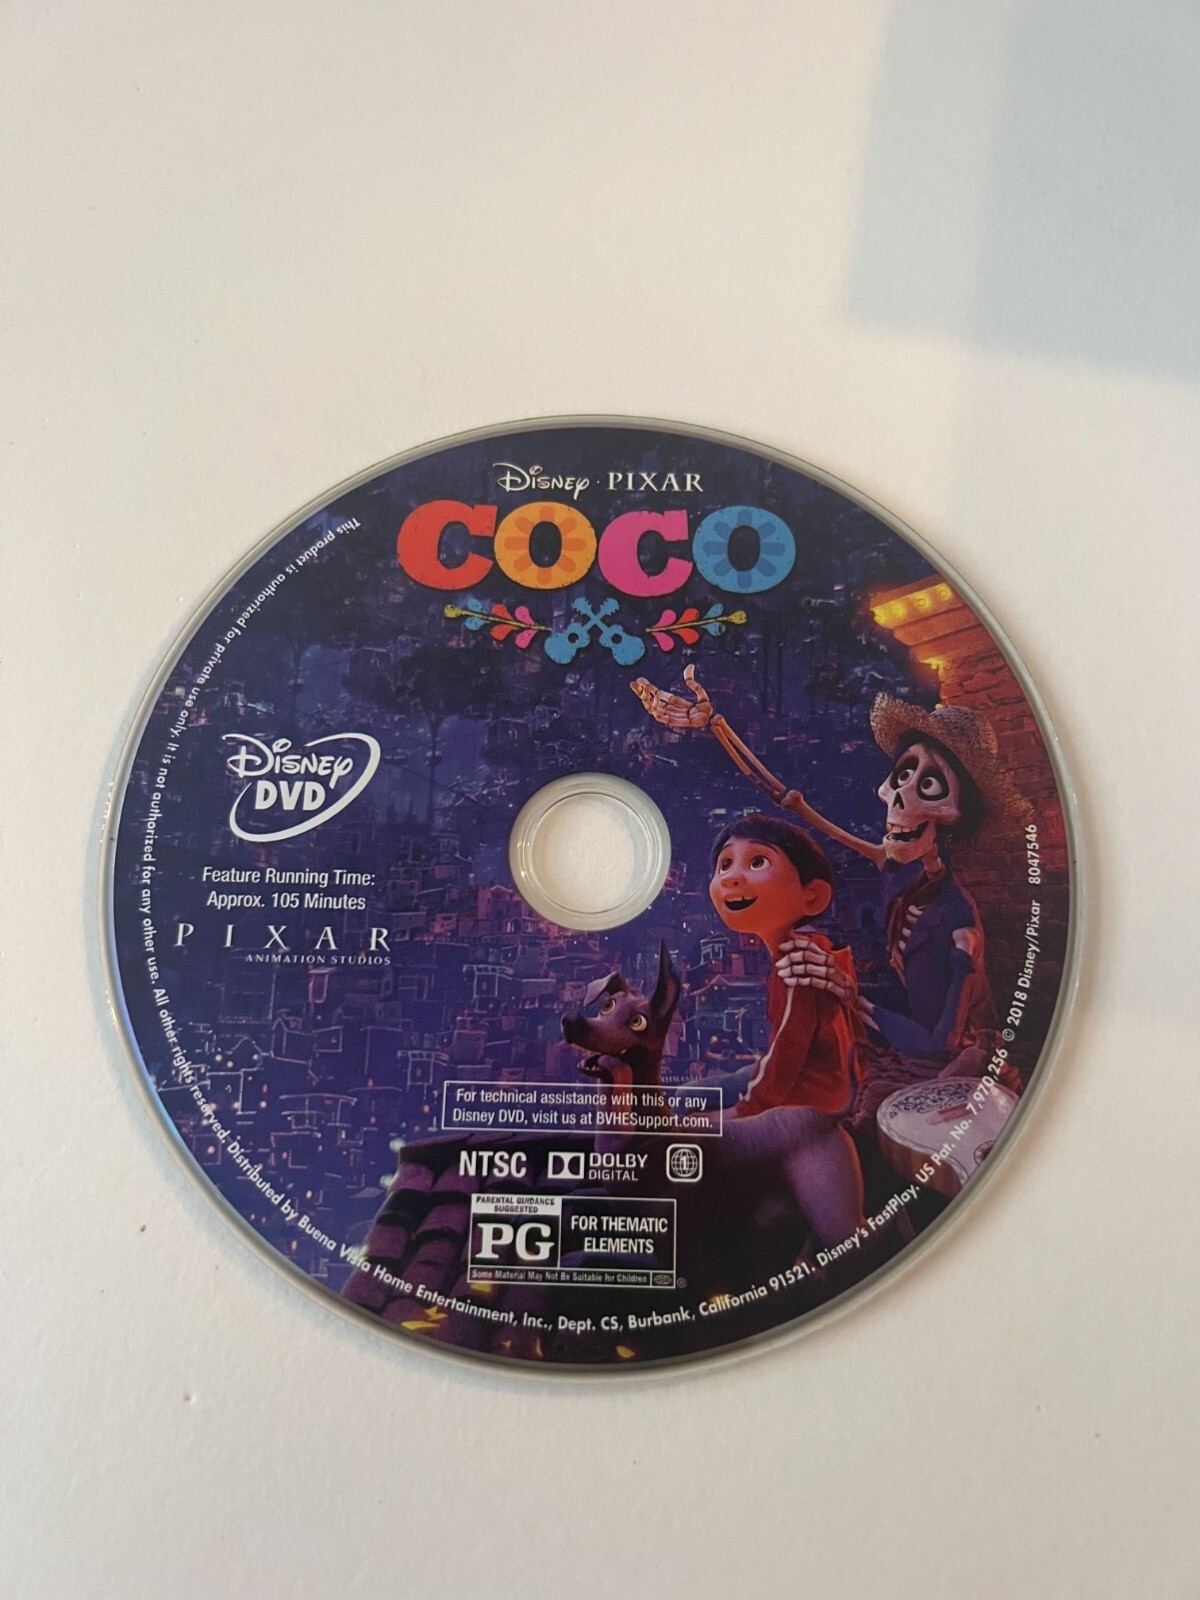 Disney · PIXAR
COCO
Disney
DVD
Feature Running Time:
Approx. 105 Minutes
PIXAR
ANIMATION STUDIOS
For technical assistance with this or any
Disney DVD, visit us at BVHESupport.com.
NTSC DOLBY
DIGITAL
1
PARENTAL GUIDANCE
SUGGESTED
PG
FOR THEMATIC
ELEMENTS
Some Material May Not Be Suitable for Children
®
This product is authorized for private use only. It is not authorized for any other use. All other rights reserved. Distributed by Buena Vista Home Entertainment, Inc., Dept. CS, Burbank, California 91521. Disney's FastPlay. US Pat. No. 7,970,256 © 2018 Disney/Pixar 8047546